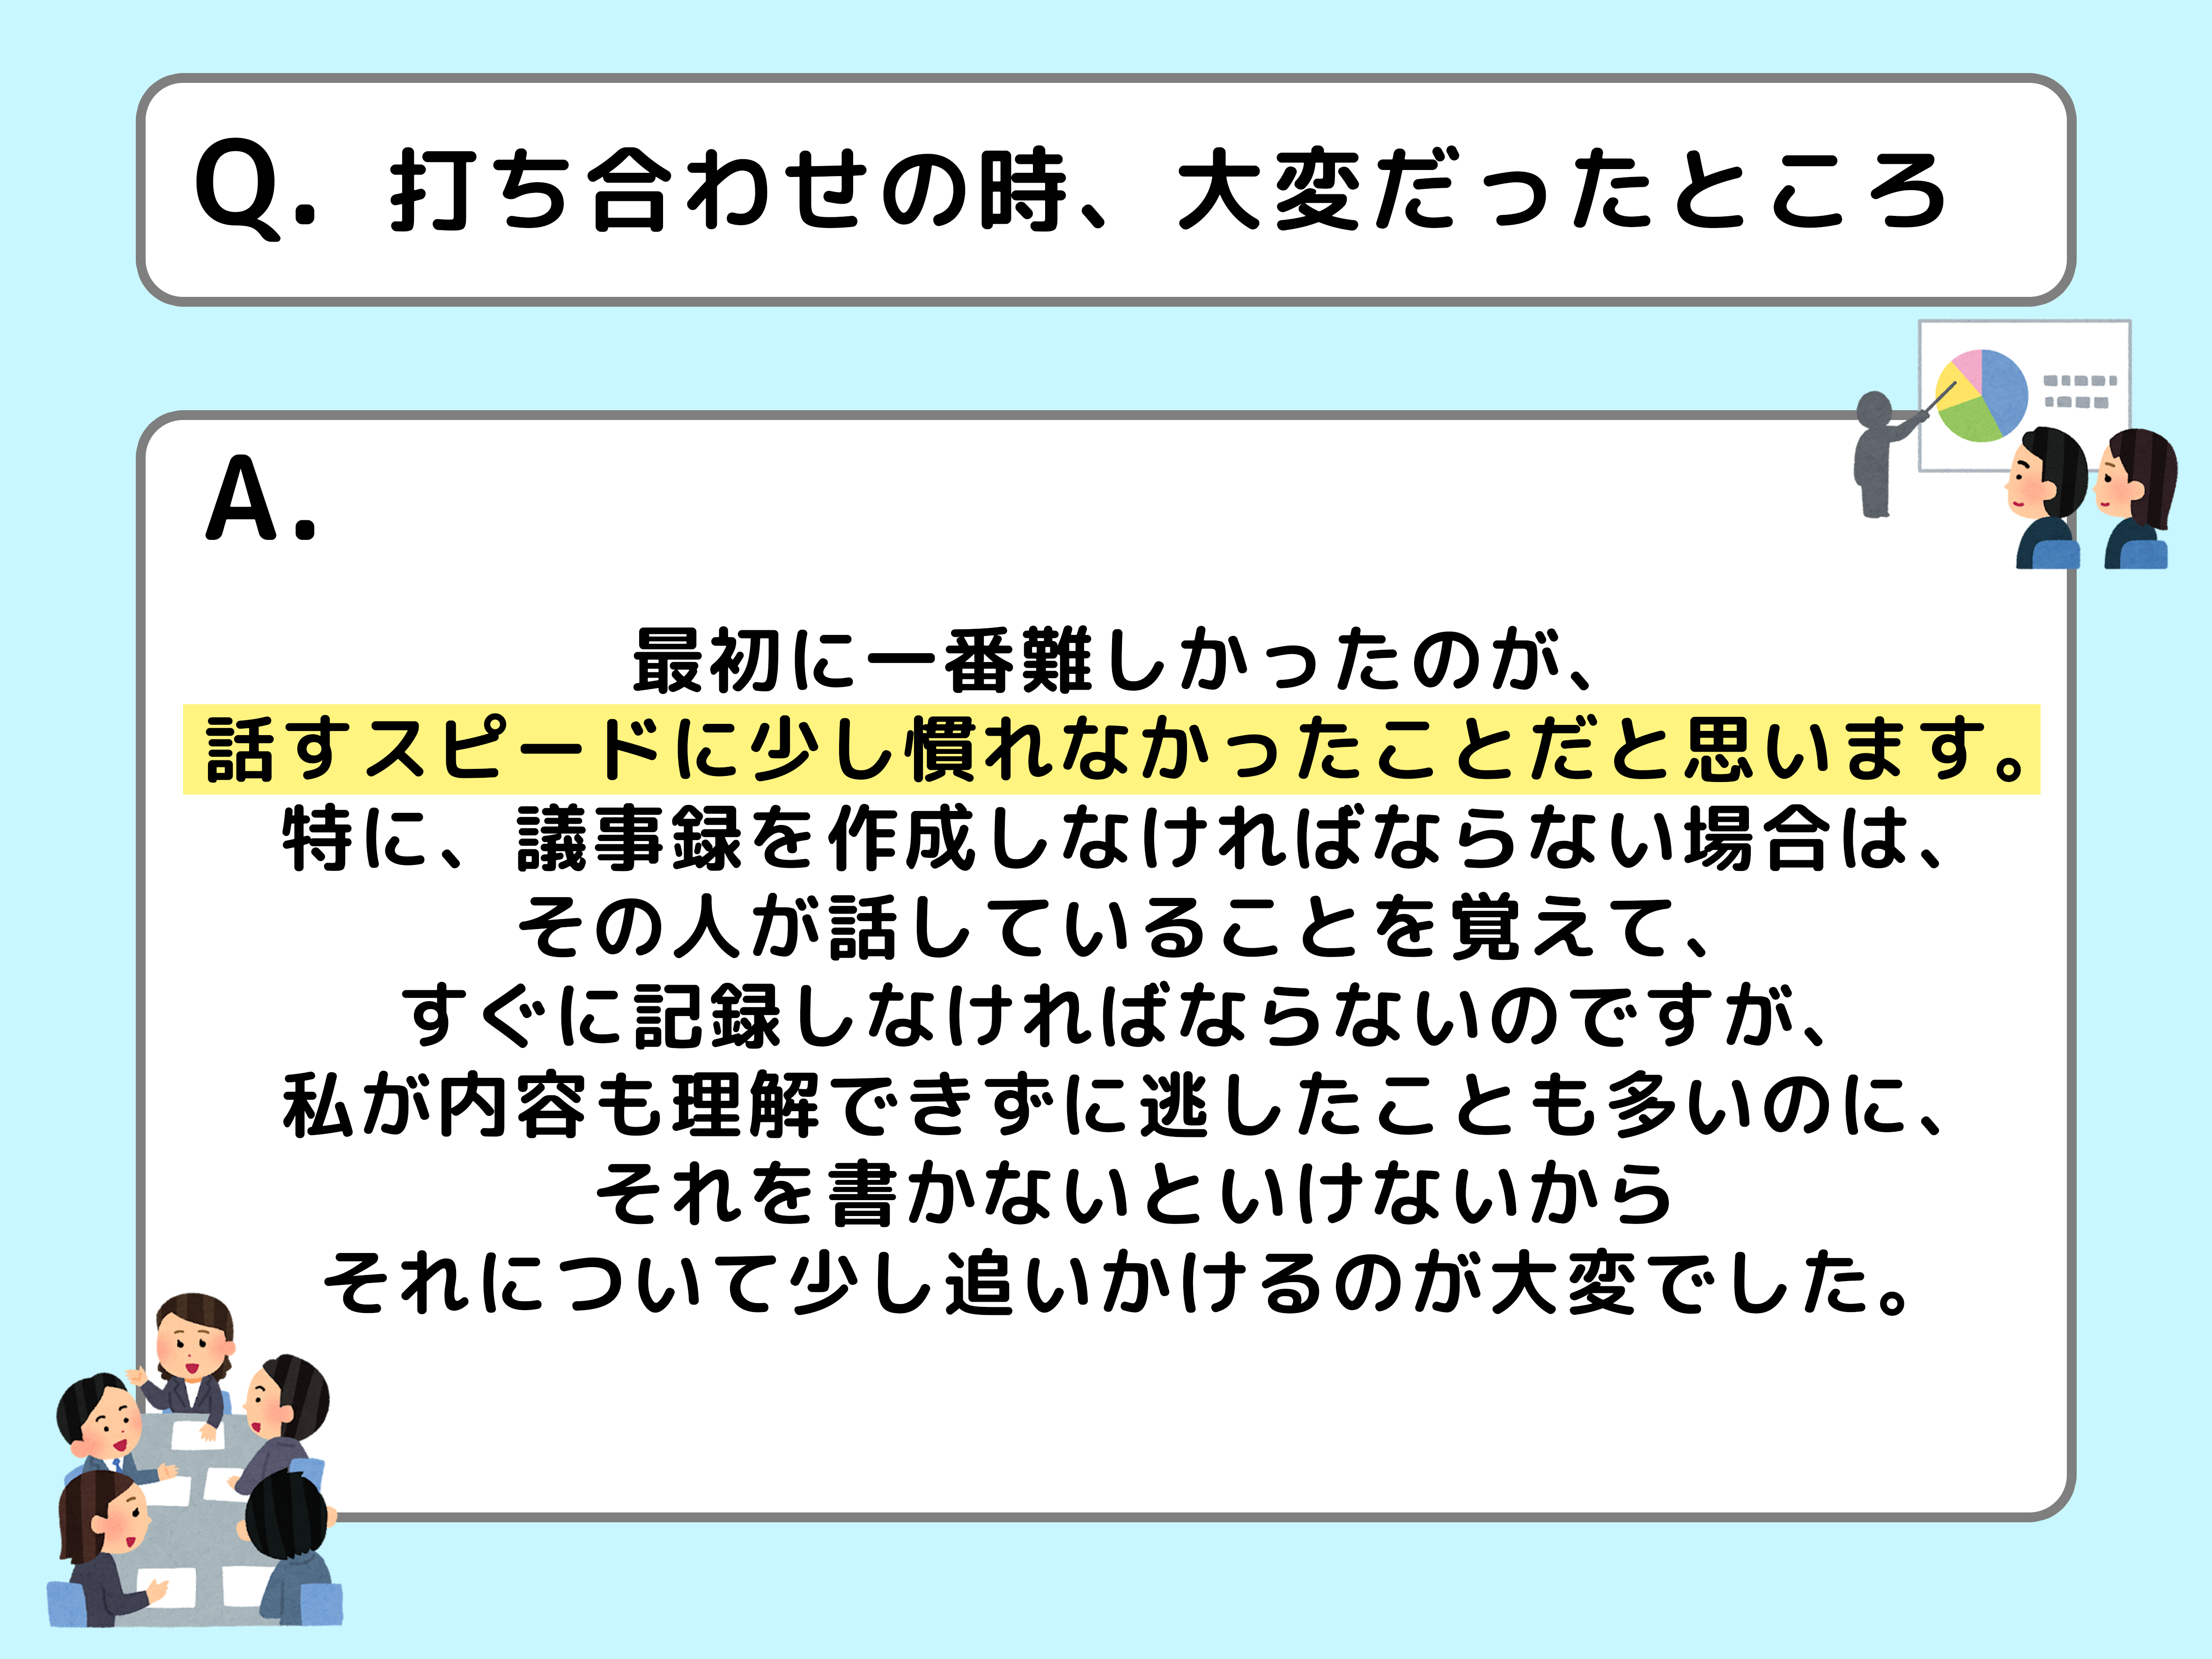 Q. 打ち合わせの時、大変だったところ
A.
最初に一番難しかったのが、
話すスピードに少し慣れなかったことだと思います。
特に、議事録を作成しなければならない場合は、
その人が話していることを覚えて、
すぐに記録しなければならないのですが、
私が内容も理解できずに逃したことも多いのに、
それを書かないといけないから
それについて少し追いかけるのが大変でした。